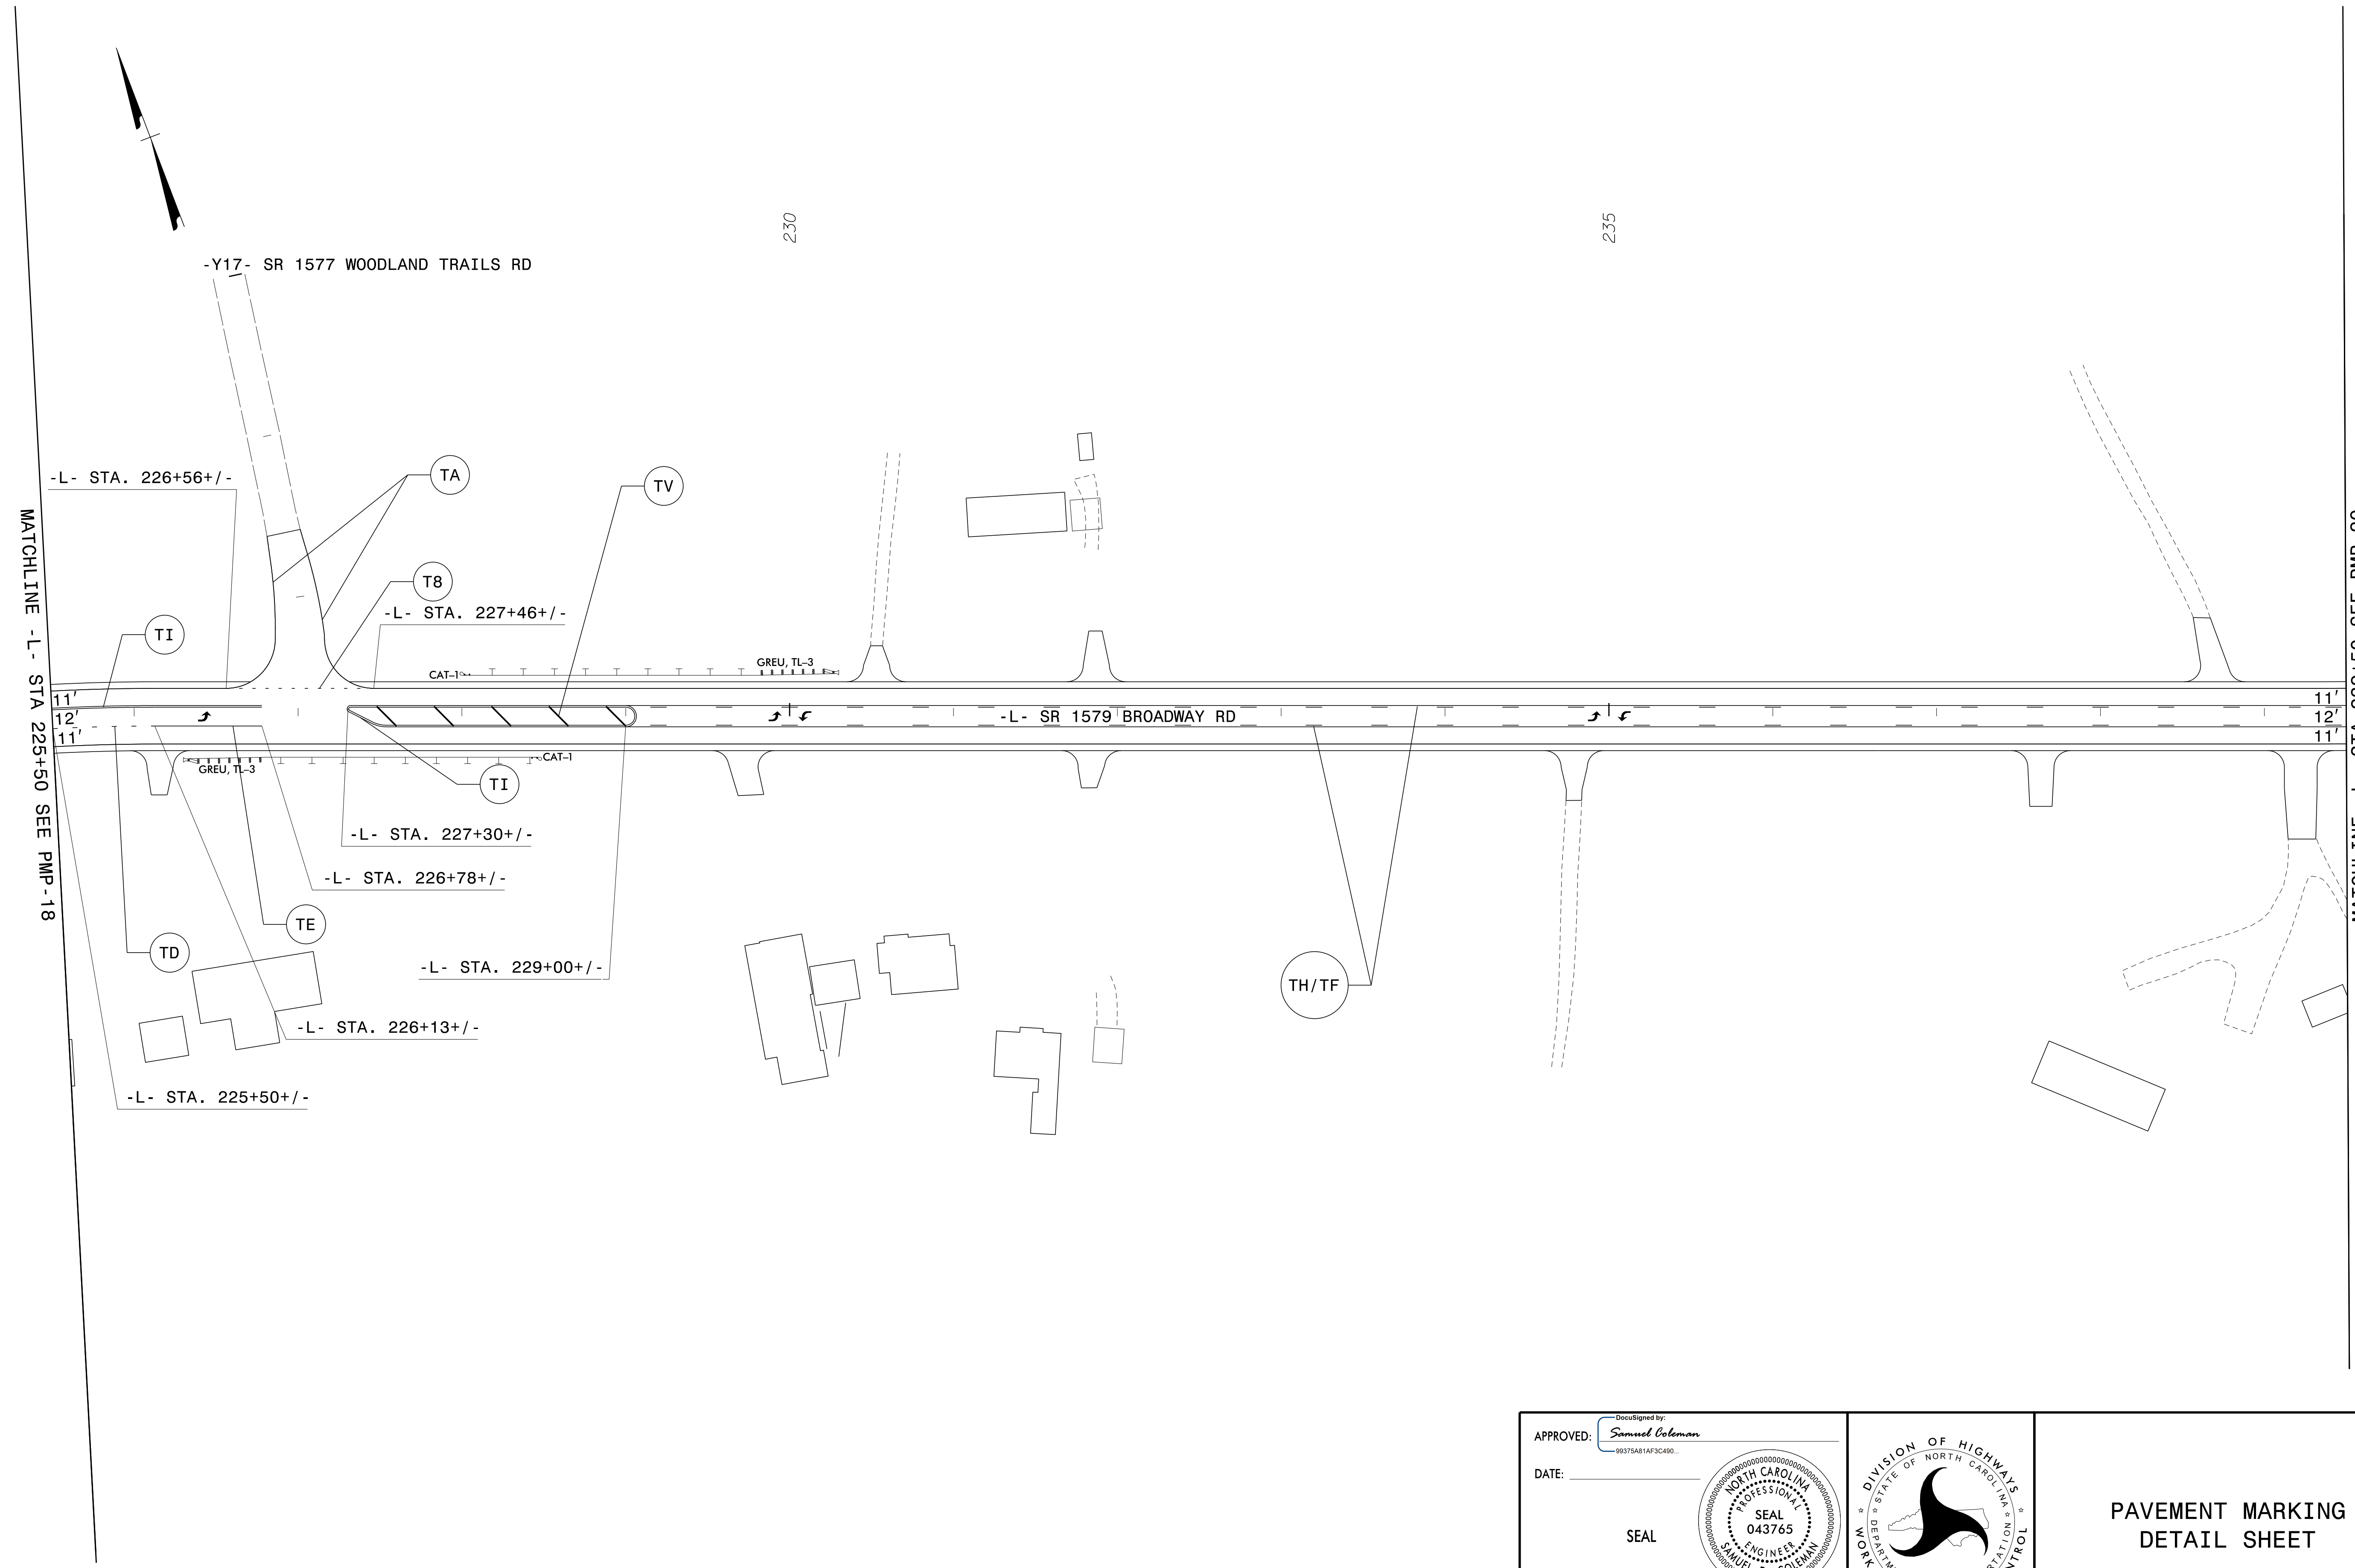 230
235
-Y17- SR 1577 WOODLAND TRAILS RD
-L- STA. 226+56+/-
TA
TV
T8
-L- STA. 227+46+/-
TI
MATCHLINE -L- STA 225+50 SEE PMP-18
CAT-1
GREU, TL-3
11'
12'
11'
-L- SR 1579 BROADWAY RD
11'
12'
11'
GREU, TL-3
CAT-1
TI
-L- STA. 227+30+/-
-L- STA. 226+78+/-
TE
TD
-L- STA. 229+00+/-
TH/TF
-L- STA. 226+13+/-
-L- STA. 225+50+/-
APPROVED:
DocuSigned by:
Samuel Coleman
99375A81AF3C490...
DATE:
SEAL
NORTH CAROLINA
PROFESSIONAL
SEAL
043765
ENGINEER
COLEMAN
DIVISION OF HIGHWAYS
STATE OF NORTH CAROLINA
PAVEMENT MARKING
DETAIL SHEET